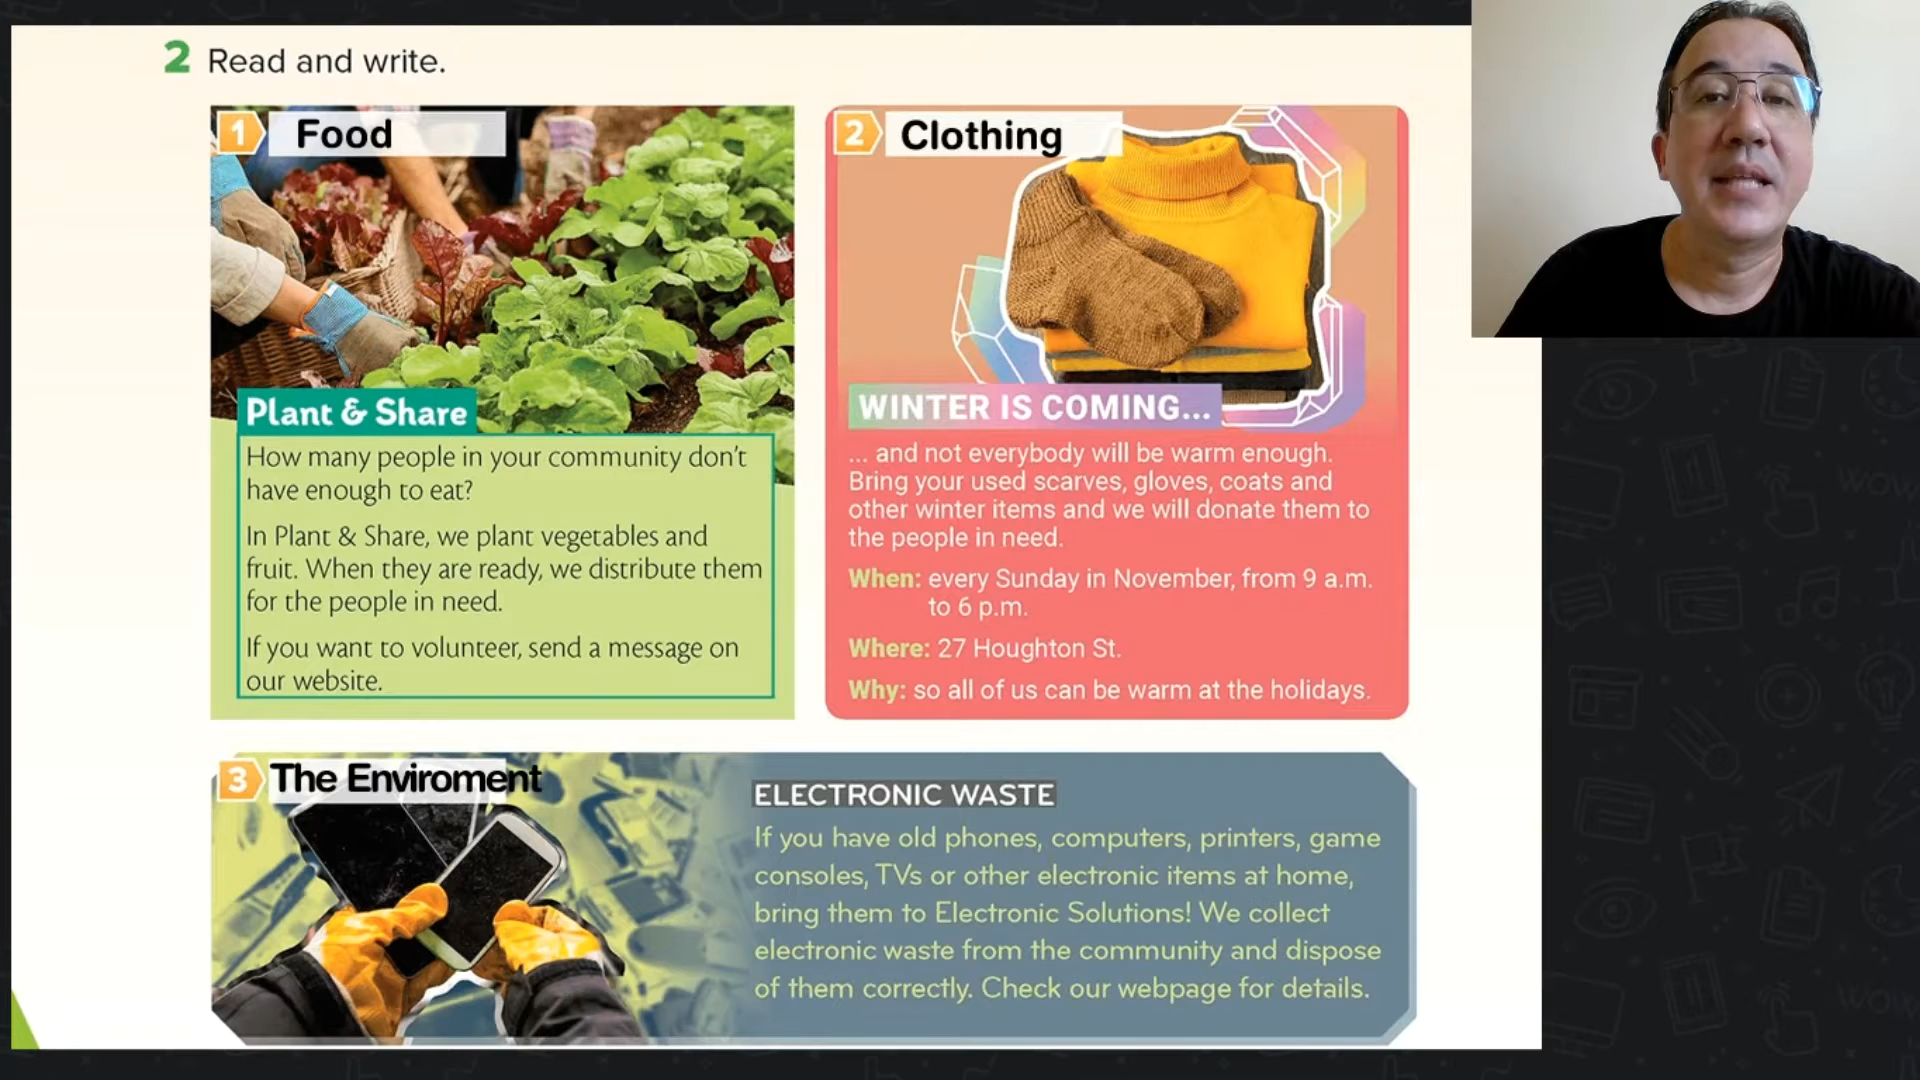 2 Read and write.
1 Food
Plant & Share
How many people in your community don't
have enough to eat?
In Plant & Share, we plant vegetables and
fruit. When they are ready, we distribute them
for the people in need.
If you want to volunteer, send a message on
our website.
2 Clothing
WINTER IS COMING...
... and not everybody will be warm enough.
Bring your used scarves, gloves, coats and
other winter items and we will donate them to
the people in need.
When: every Sunday in November, from 9 a.m.
to 6 p.m.
Where: 27 Houghton St.
Why: so all of us can be warm at the holidays.
3 The Enviroment
ELECTRONIC WASTE
If you have old phones, computers, printers, game
consoles, TVs or other electronic items at home,
bring them to Electronic Solutions! We collect
electronic waste from the community and dispose
of them correctly. Check our webpage for details.
WOW
WOW